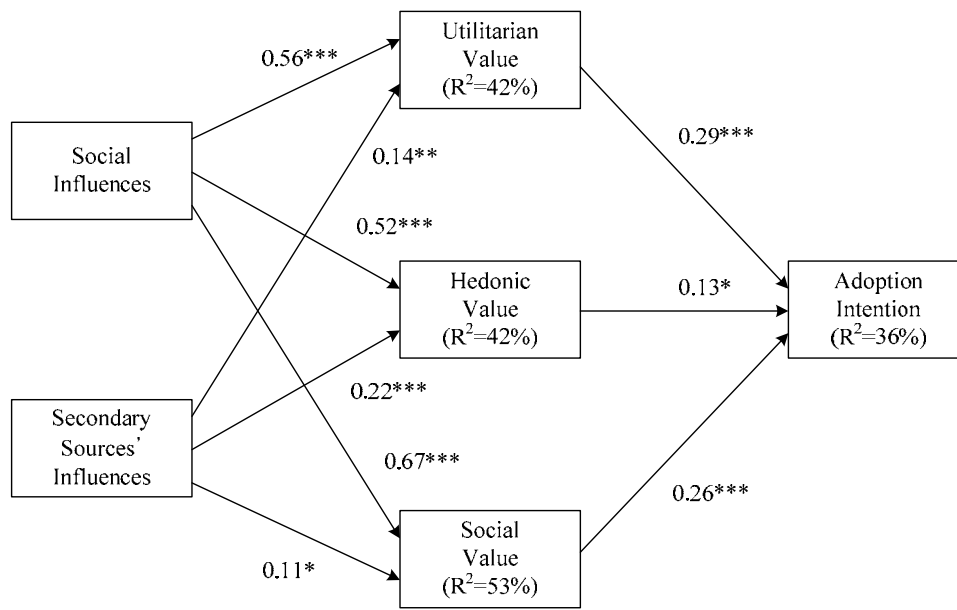 Utilitarian
Value
(R²=42%)
0.56***
0.29***
Social
Influences
0.14**
0.52***
Hedonic
Value
(R²=42%)
0.13*
Adoption
Intention
(R²=36%)
0.22***
Secondary
Sources'
Influences
0.67***
0.26***
Social
Value
(R²=53%)
0.11*